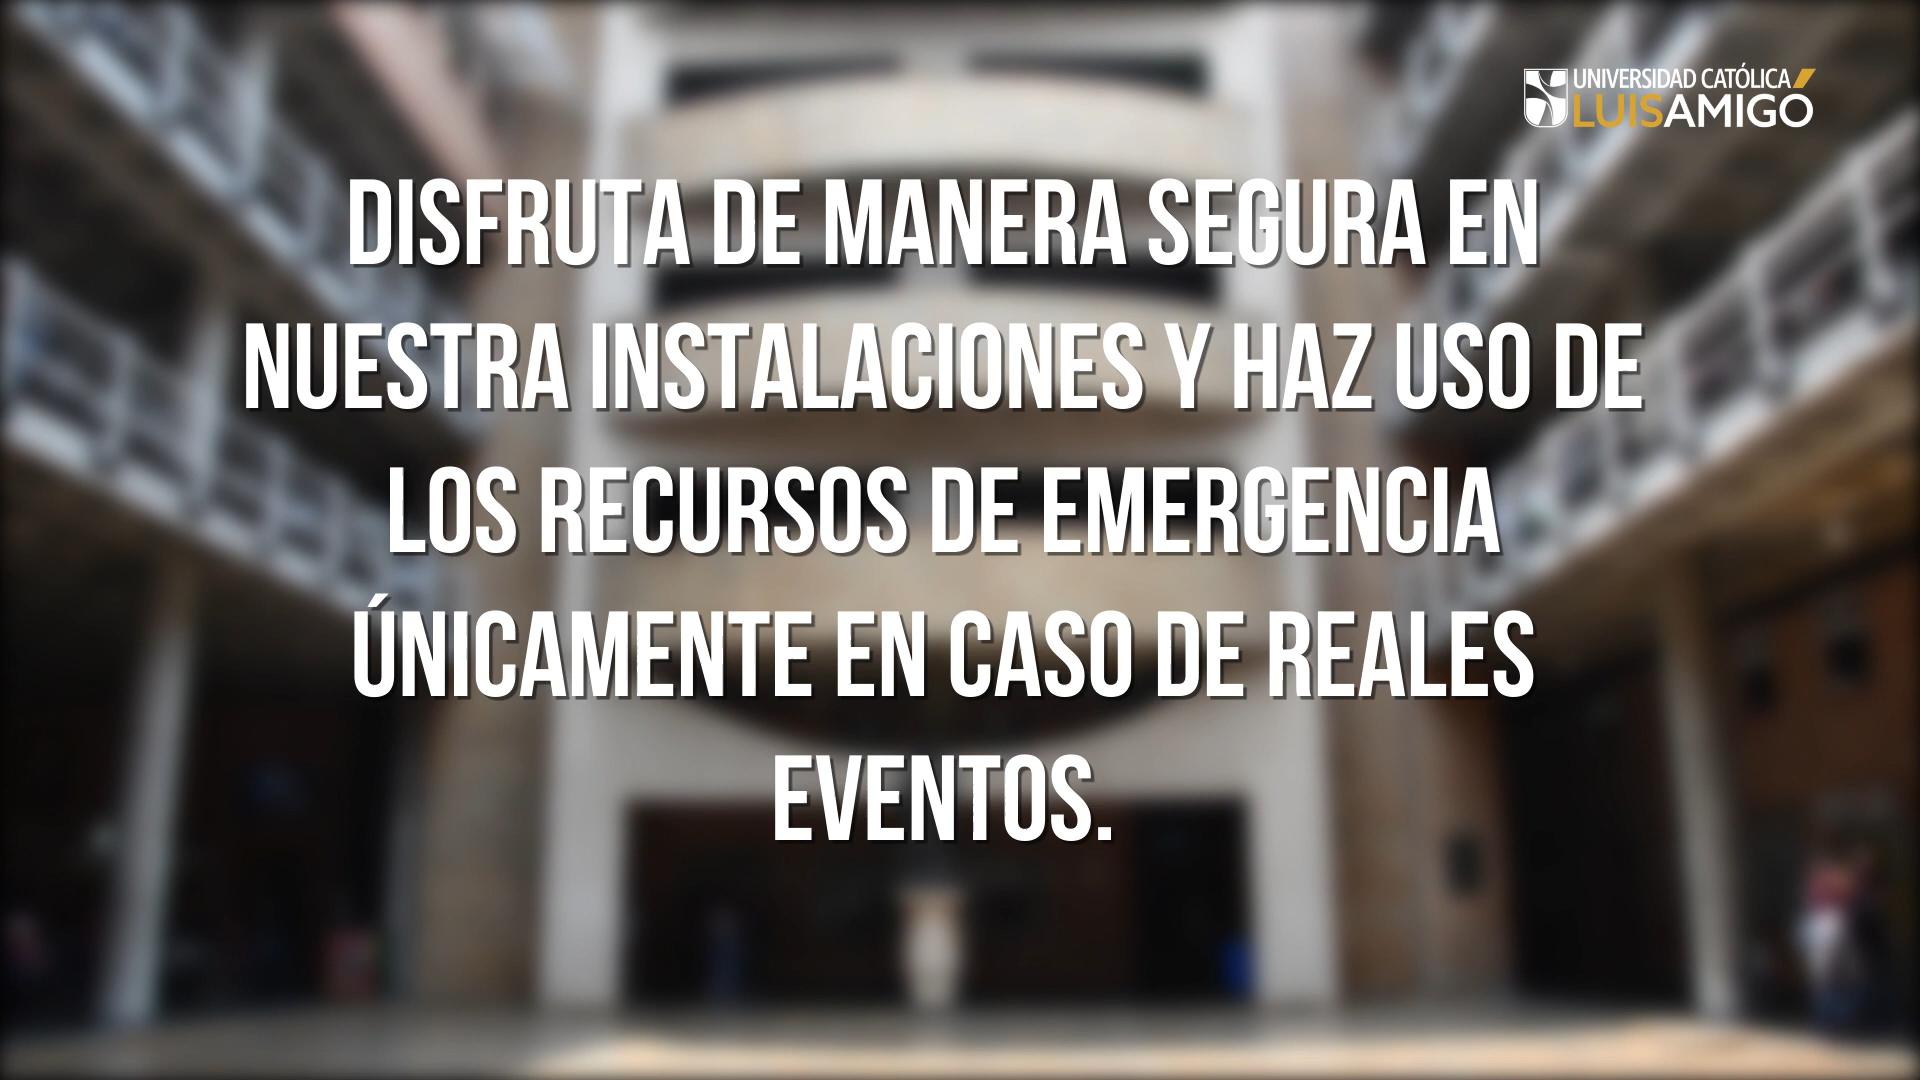 UNIVERSIDAD CATÓLICA
LUISAMIGÓ
DISFRUTA DE MANERA SEGURA EN
NUESTRA INSTALACIONES Y HAZ USO DE
LOS RECURSOS DE EMERGENCIA
ÚNICAMENTE EN CASO DE REALES
EVENTOS.